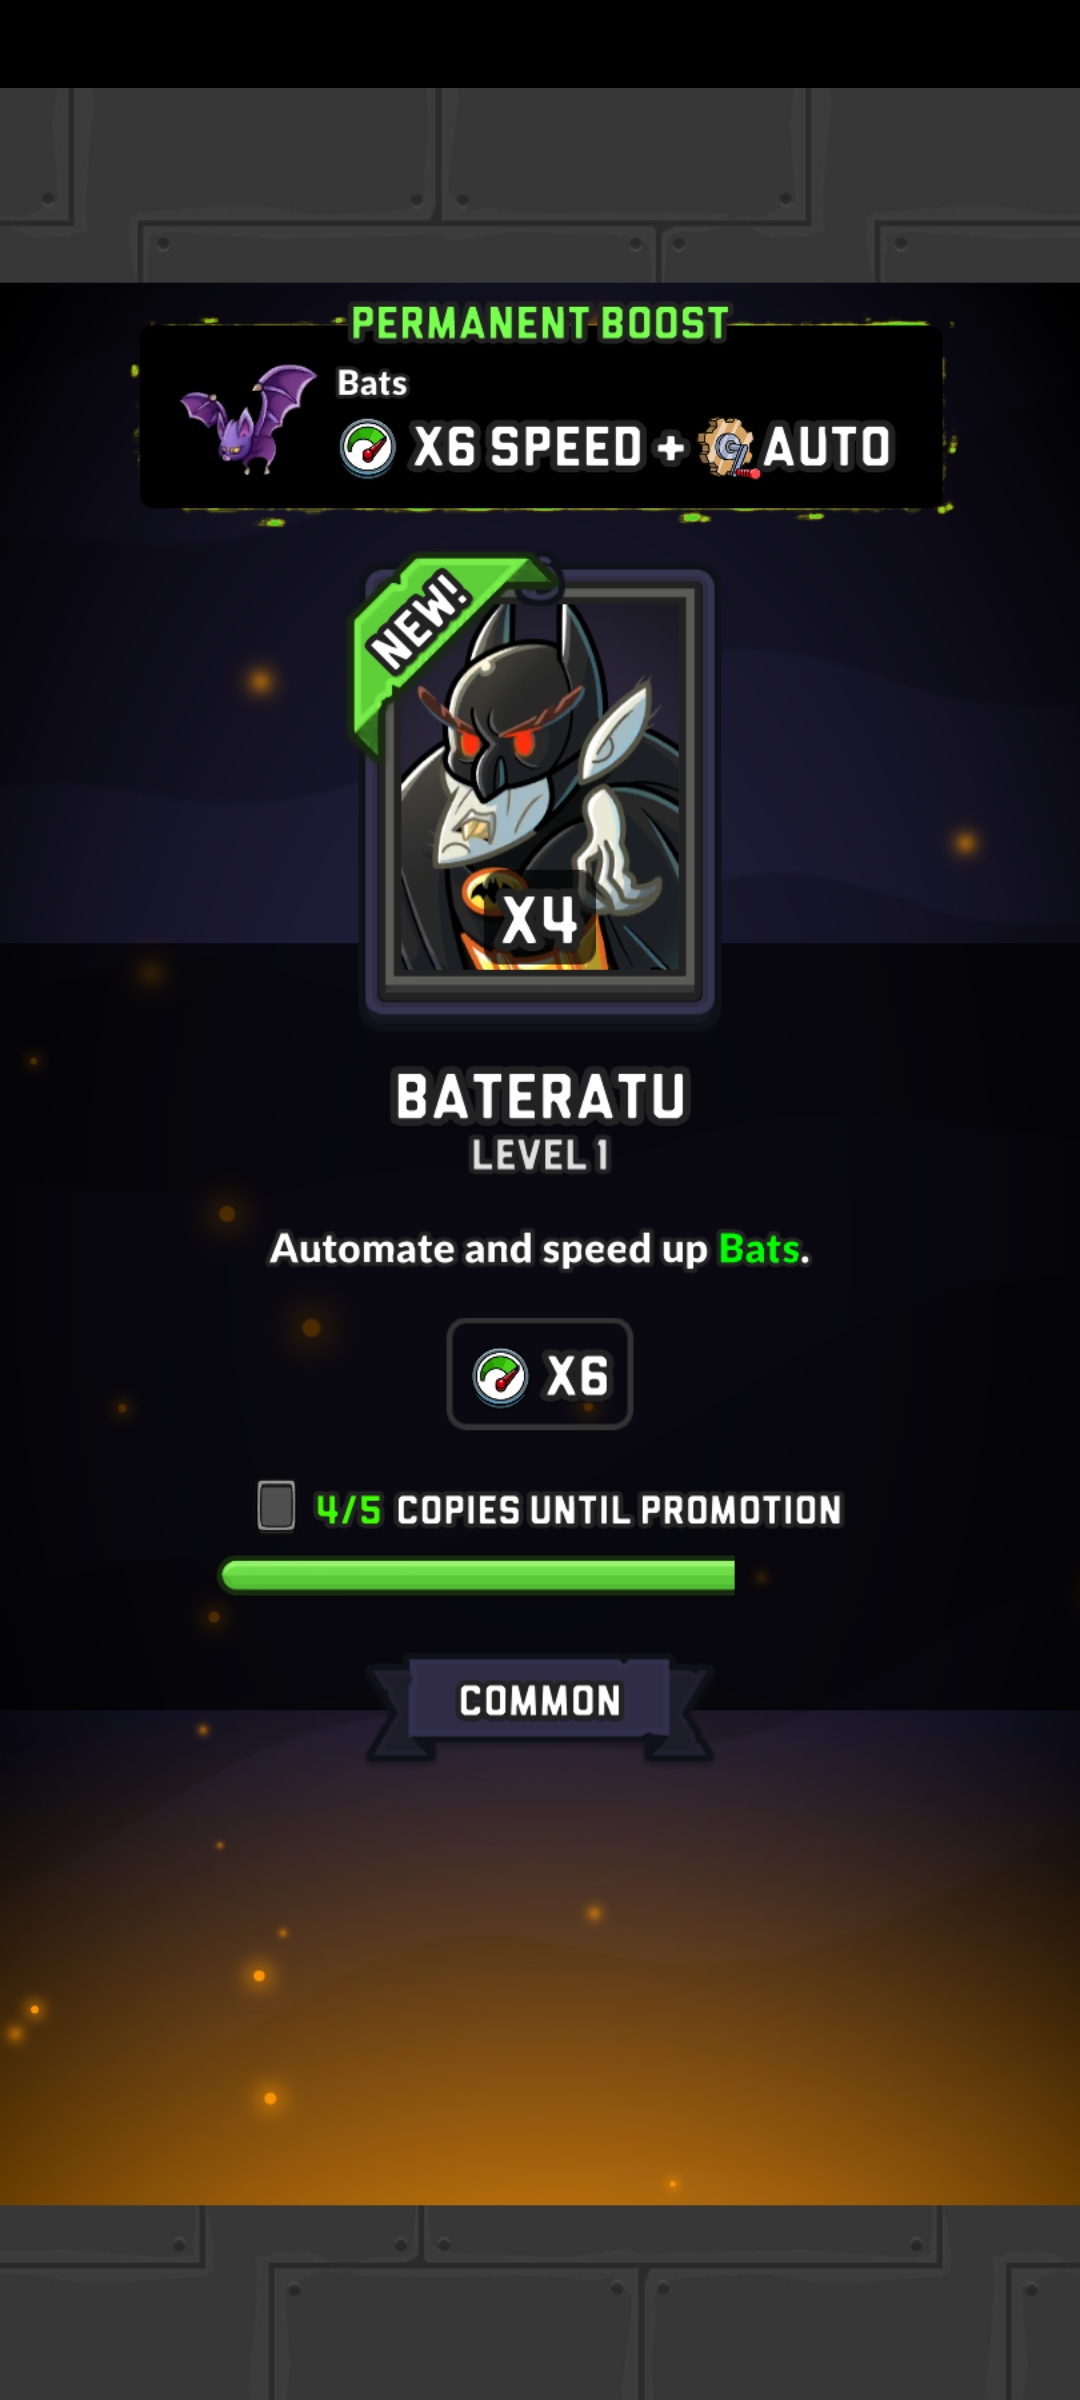 PERMANENT BOOST
Bats
X6 SPEED + AUTO
NEW!
X4
BATERATU
LEVEL 1
Automate and speed up Bats.
X6
4/5 COPIES UNTIL PROMOTION
COMMON